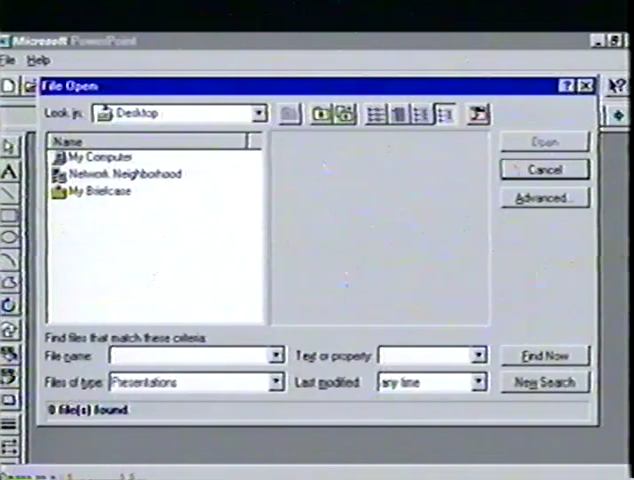 Microsoft PowerPoint
File Help
File Open
Look in: Desktop
Name
My Computer
Network Neighborhood
My Briefcase
Open
Cancel
Advanced...
Find files that match these criteria:
File name:
Text or property:
Find Now
Files of type: Presentations
Last modified: any time
New Search
0 file(s) found.